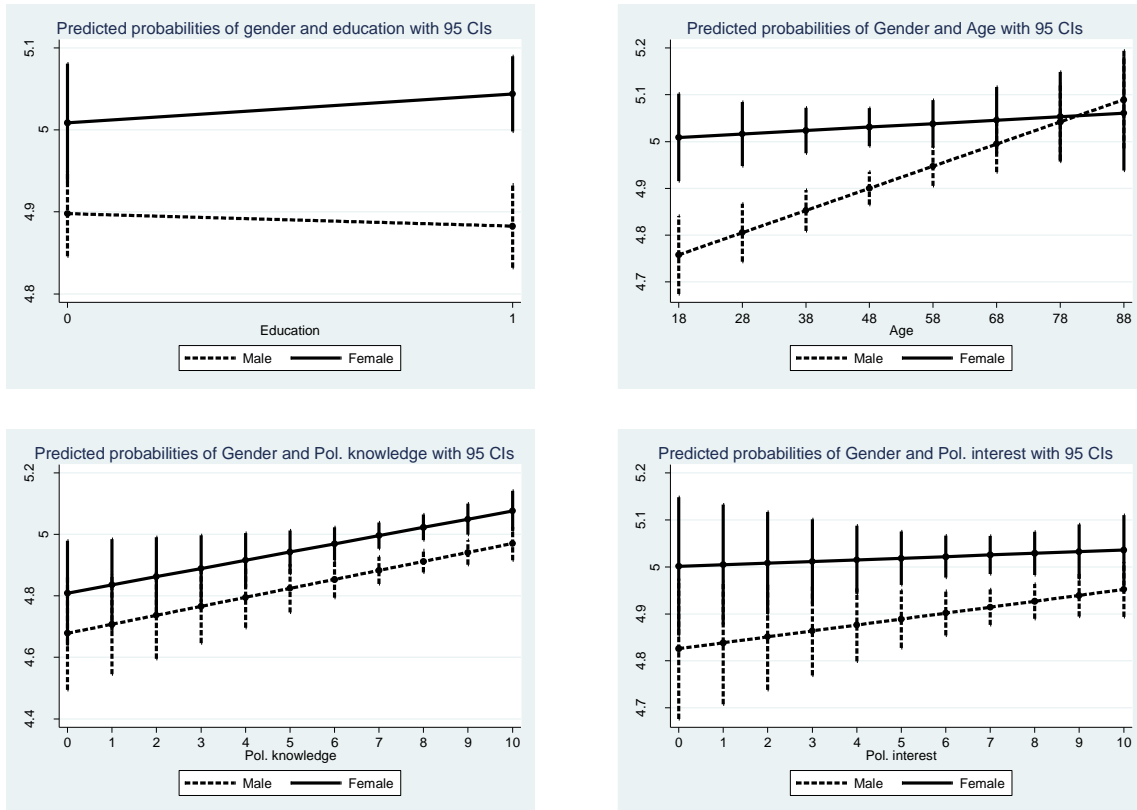 Predicted probabilities of gender and education with 95 CIs
5.1
5
4.9
4.8
0 1
Education
Male Female
Predicted probabilities of Gender and Age with 95 CIs
5.2
5.1
5
4.9
4.8
4.7
18 28 38 48 58 68 78 88
Age
Male Female
Predicted probabilities of Gender and Pol. knowledge with 95 CIs
5.2
5
4.8
4.6
4.4
0 1 2 3 4 5 6 7 8 9 10
Pol. knowledge
Male Female
Predicted probabilities of Gender and Pol. interest with 95 CIs
5.2
5.1
5
4.9
4.8
4.7
0 1 2 3 4 5 6 7 8 9 10
Pol. interest
Male Female